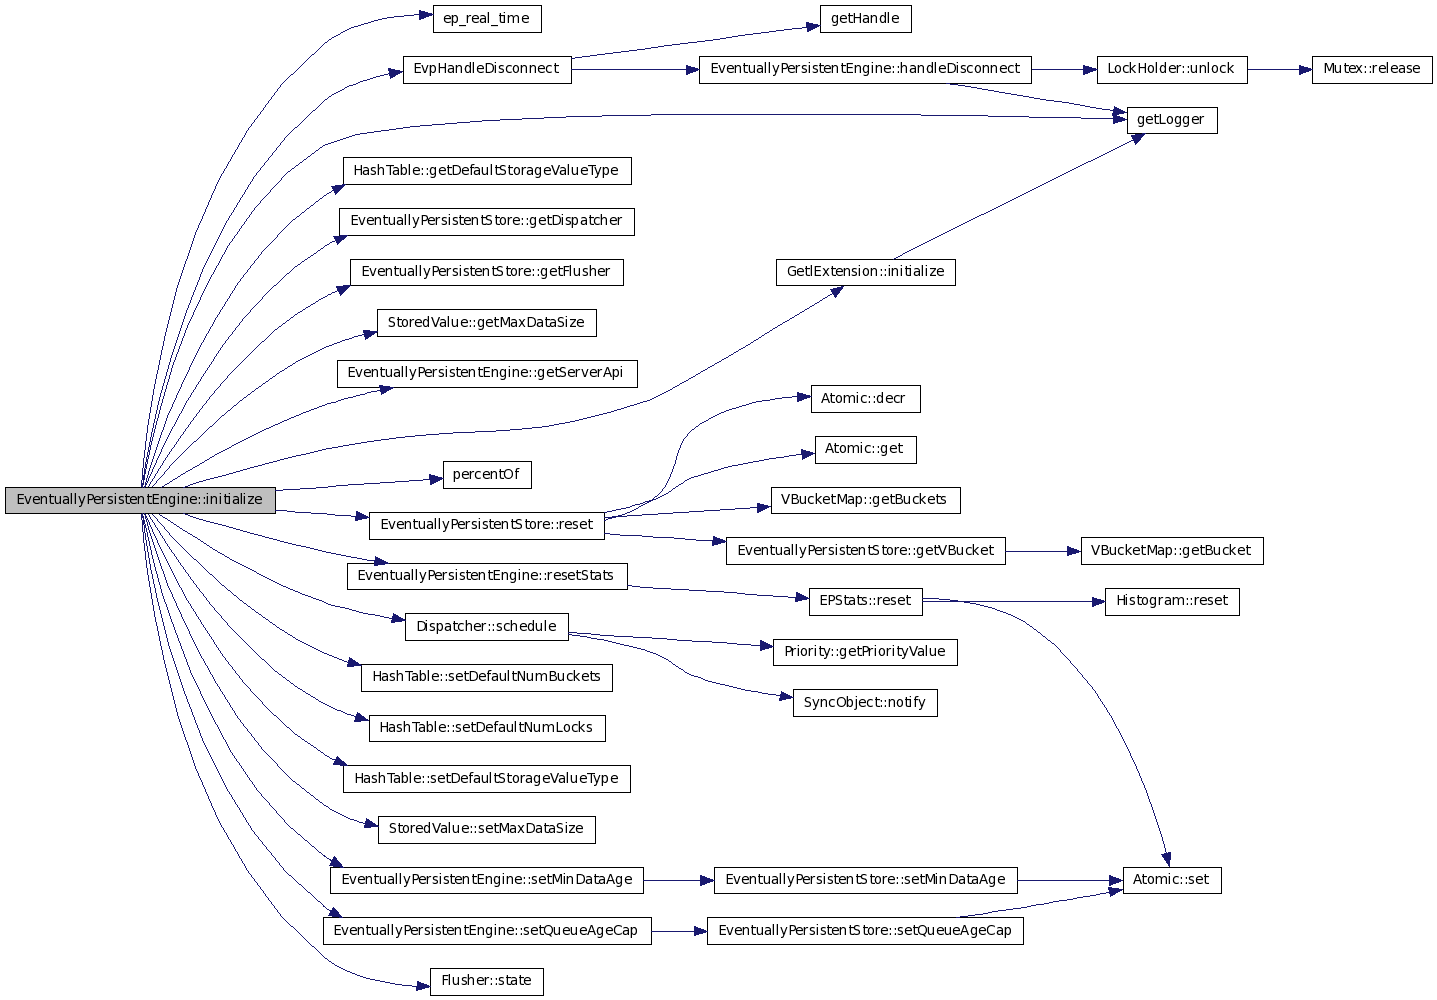 ep_real_time
getHandle
EvpHandleDisconnect
EventuallyPersistentEngine::handleDisconnect
LockHolder::unlock
Mutex::release
getLogger
HashTable::getDefaultStorageValueType
EventuallyPersistentStore::getDispatcher
EventuallyPersistentStore::getFlusher
GetlExtension::initialize
StoredValue::getMaxDataSize
EventuallyPersistentEngine::getServerApi
Atomic::decr
Atomic::get
percentOf
EventuallyPersistentEngine::initialize
VBucketMap::getBuckets
EventuallyPersistentStore::reset
EventuallyPersistentStore::getVBucket
VBucketMap::getBucket
EventuallyPersistentEngine::resetStats
EPStats::reset
Histogram::reset
Dispatcher::schedule
Priority::getPriorityValue
HashTable::setDefaultNumBuckets
SyncObject::notify
HashTable::setDefaultNumLocks
HashTable::setDefaultStorageValueType
StoredValue::setMaxDataSize
EventuallyPersistentEngine::setMinDataAge
EventuallyPersistentStore::setMinDataAge
Atomic::set
EventuallyPersistentEngine::setQueueAgeCap
EventuallyPersistentStore::setQueueAgeCap
Flusher::state